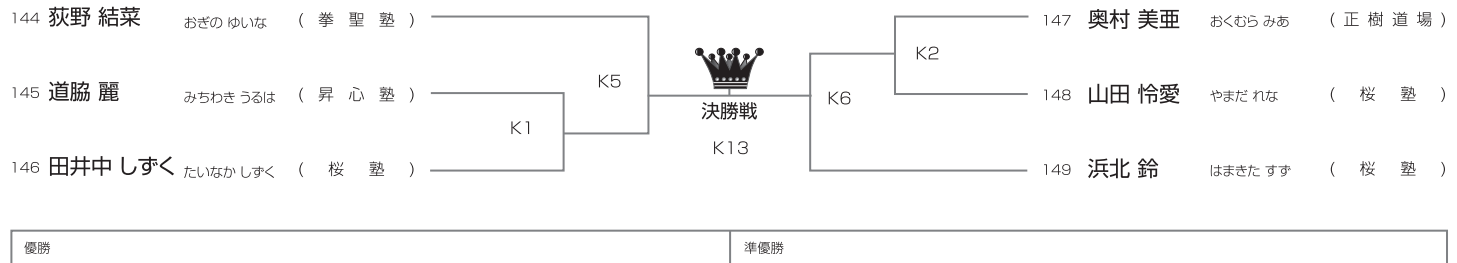 144 荻野 結菜 おぎの ゆいな (拳聖塾)
145 道脇 麗 みちわき うるは (昇心塾)
146 田井中 しずく たいなか しずく (桜塾)
K5
K1
決勝戦
K13
K2
K6
147 奥村 美亜 おくむら みあ (正樹道場)
148 山田 怜愛 やまだ れな (桜塾)
149 浜北 鈴 はまきた すず (桜塾)
優勝
準優勝